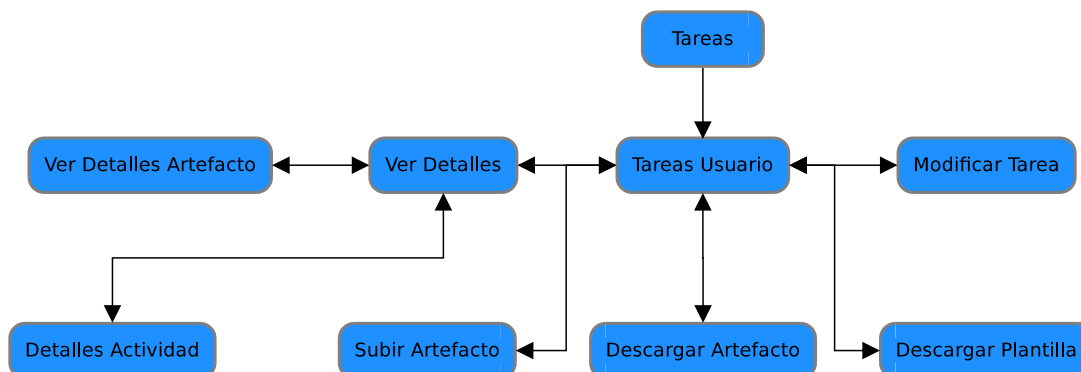 Tareas
Ver Detalles Artefacto
Ver Detalles
Tareas Usuario
Modificar Tarea
Detalles Actividad
Subir Artefacto
Descargar Artefacto
Descargar Plantilla